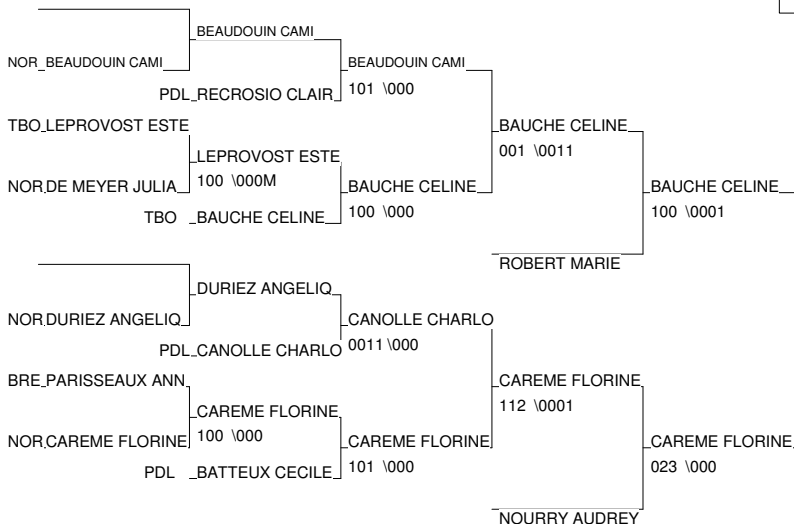 BEAUDOUIN CAMI
NOR BEAUDOUIN CAMI
BEAUDOUIN CAMI
101 \000
PDL RECROSIO CLAIR
TBO LEPROVOST ESTE
BAUCHE CELINE
001 \0011
LEPROVOST ESTE
100 \000M
NOR DE MEYER JULIA
BAUCHE CELINE
100 \000
BAUCHE CELINE
100 \0001
TBO BAUCHE CELINE
ROBERT MARIE
DURIEZ ANGELIQ
NOR DURIEZ ANGELIQ
CANOLLE CHARLO
0011 \000
PDL CANOLLE CHARLO
BRE PARISSEAUX ANN
CAREME FLORINE
112 \0001
CAREME FLORINE
100 \000
NOR CAREME FLORINE
CAREME FLORINE
101 \000
CAREME FLORINE
023 \000
PDL BATTEUX CECILE
NOURRY AUDREY